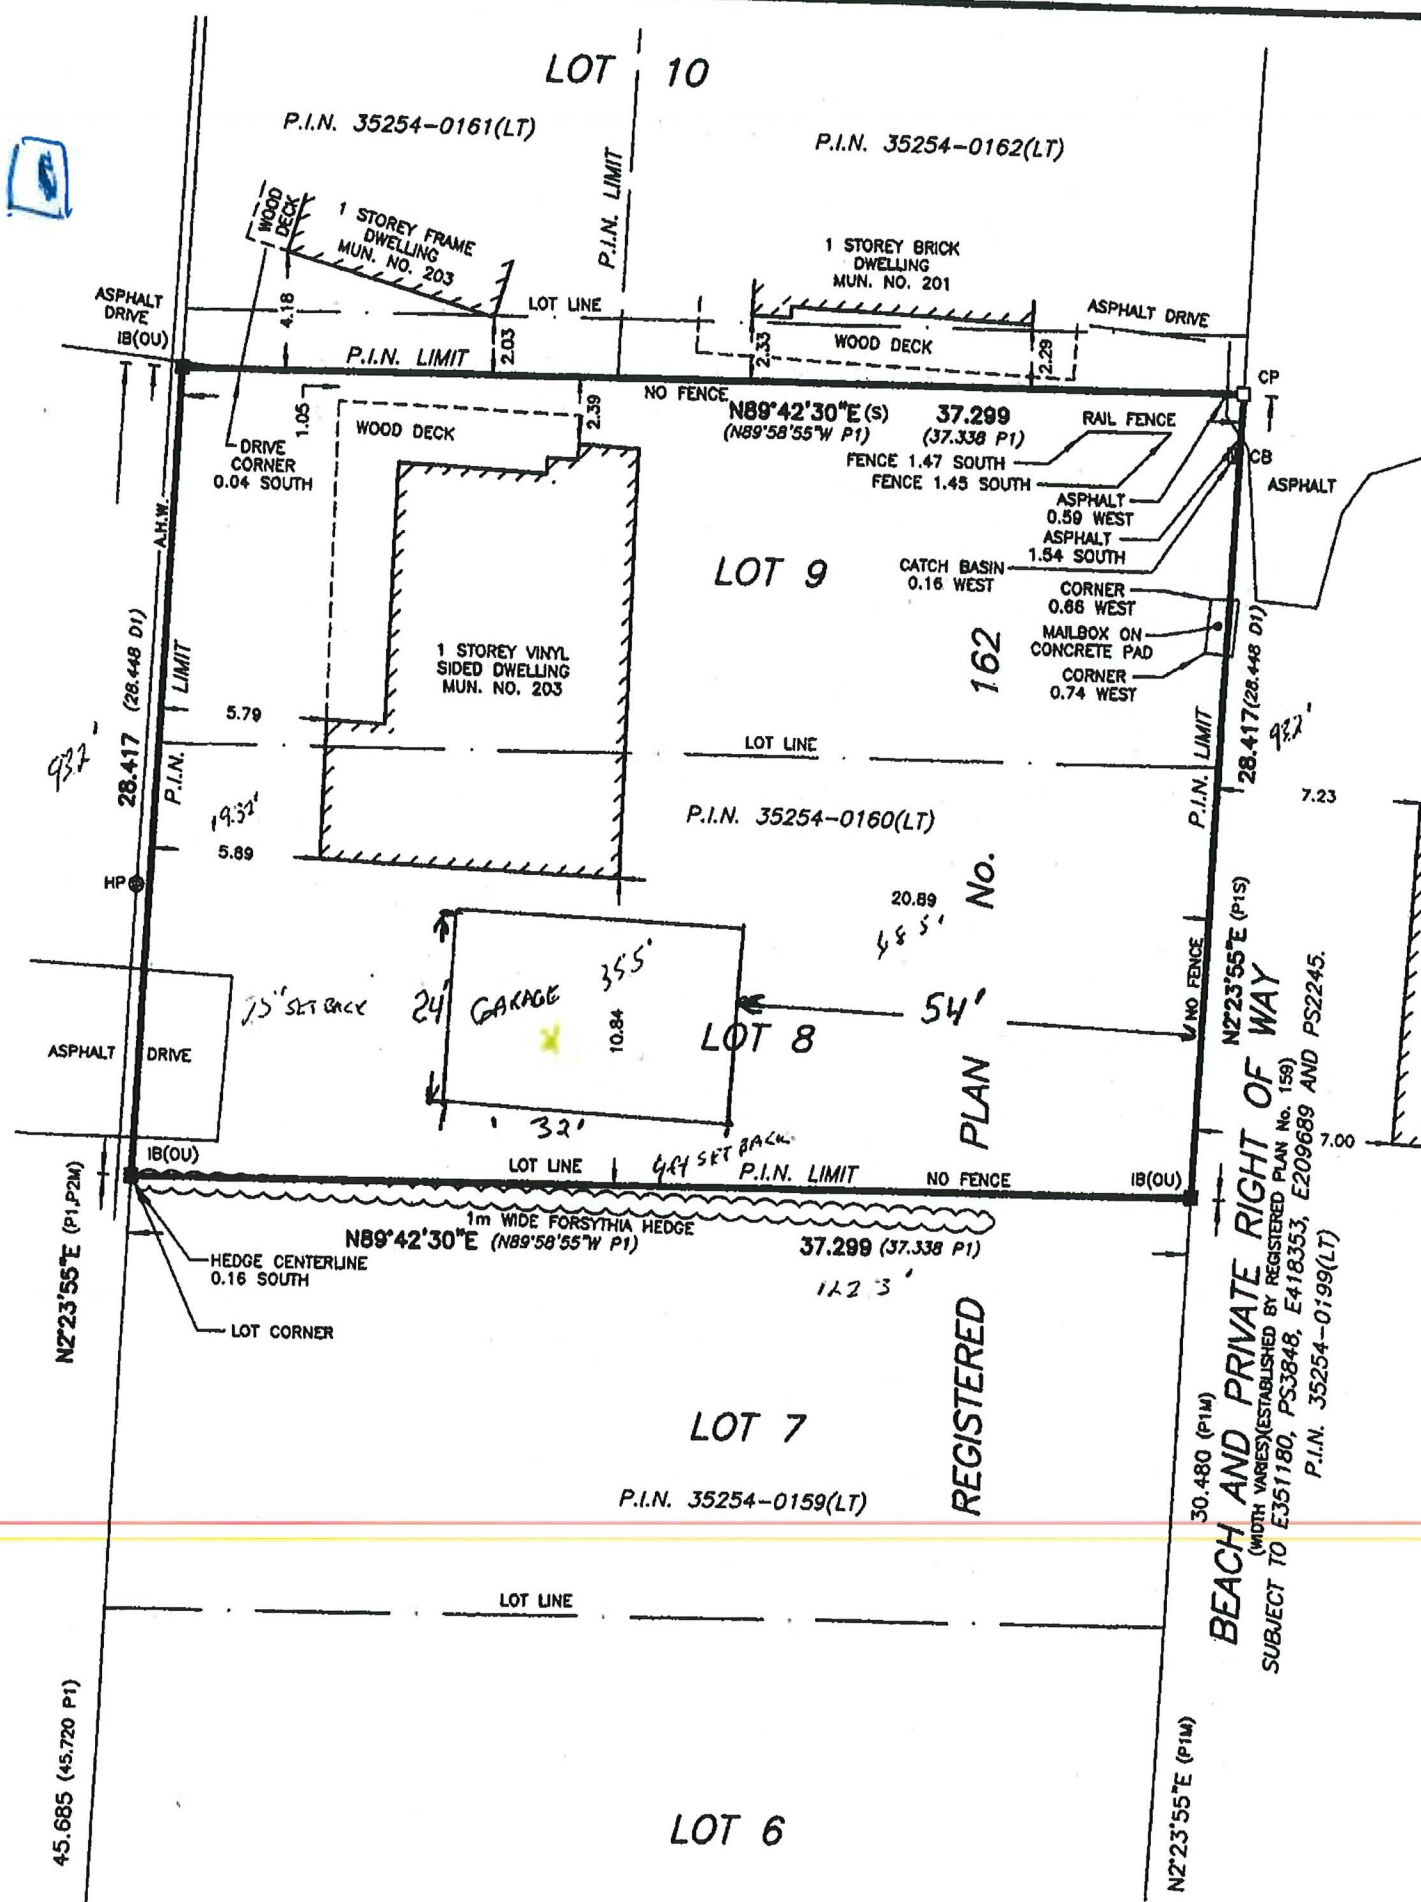 LOT 10
P.I.N. 35254-0161(LT)
P.I.N. 35254-0162(LT)
P.I.N. LIMIT
WOOD
DECK
1 STOREY FRAME
DWELLING
MUN. NO. 203
1 STOREY BRICK
DWELLING
MUN. NO. 201
ASPHALT
DRIVE
IB(OU)
4.18
LOT LINE
2.03
P.I.N. LIMIT
2.33
WOOD DECK
2.29
ASPHALT DRIVE
CP
NO FENCE
N89°42'30"E (S) 37.299
(N89°58'55"W P1) (37.338 P1)
RAIL FENCE
FENCE 1.47 SOUTH
FENCE 1.45 SOUTH
1.05
WOOD DECK
2.39
DRIVE
CORNER
0.04 SOUTH
CB
ASPHALT
ASPHALT
0.59 WEST
ASPHALT
1.54 SOUTH
A.H.W.
LOT 9
CATCH BASIN
0.16 WEST
CORNER
0.66 WEST
MAILBOX ON
CONCRETE PAD
CORNER
0.74 WEST
1 STOREY VINYL
SIDED DWELLING
MUN. NO. 203
162
28.417 (28.448 D1)
P.I.N. LIMIT
93.2'
5.79
LOT LINE
P.I.N. LIMIT
28.417(28.448 D1)
93.2'
7.23
P.I.N. 35254-0160(LT)
5.89
HP
20.89
No.
N2°23'55"E (P1S)
NO FENCE
75' SET BACK
24'
GARAGE
355'
10.84
54'
LOT 8
ASPHALT DRIVE
PLAN
32'
7.00
IB(OU)
LOT LINE
4ft SET BACK
P.I.N. LIMIT
NO FENCE
IB(OU)
1m WIDE FORSYTHIA HEDGE
N89°42'30"E (N89°58'55"W P1)
37.299 (37.338 P1)
HEDGE CENTERLINE
0.16 SOUTH
LOT CORNER
N2°23'55"E (P1,P2M)
REGISTERED
LOT 7
P.I.N. 35254-0159(LT)
30.480 (P1M)
BEACH AND PRIVATE RIGHT OF WAY
(WIDTH VARIES)(ESTABLISHED BY REGISTERED PLAN No. 159)
SUBJECT TO E351180, PS3848, E418353, E209689 AND PS2245.
P.I.N. 35254-0199(LT)
LOT LINE
45.685 (45.720 P1)
LOT 6
N2°23'55"E (P1M)